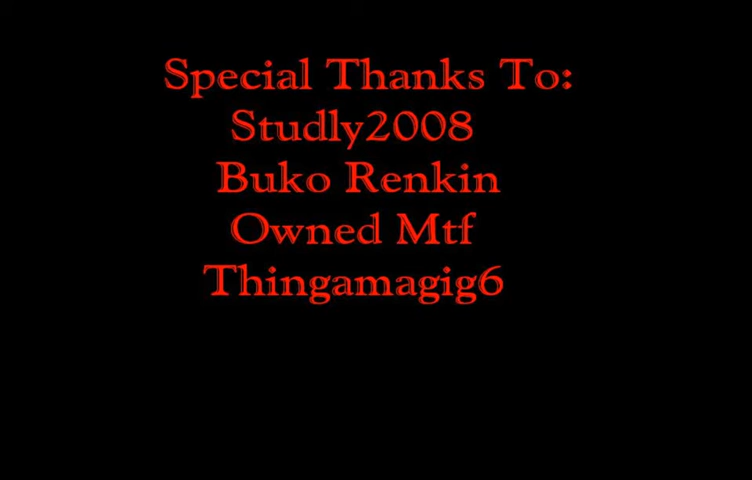 Special Thanks To:
Studly2008
Buko Renkin
Owned Mtf
Thingamagig6